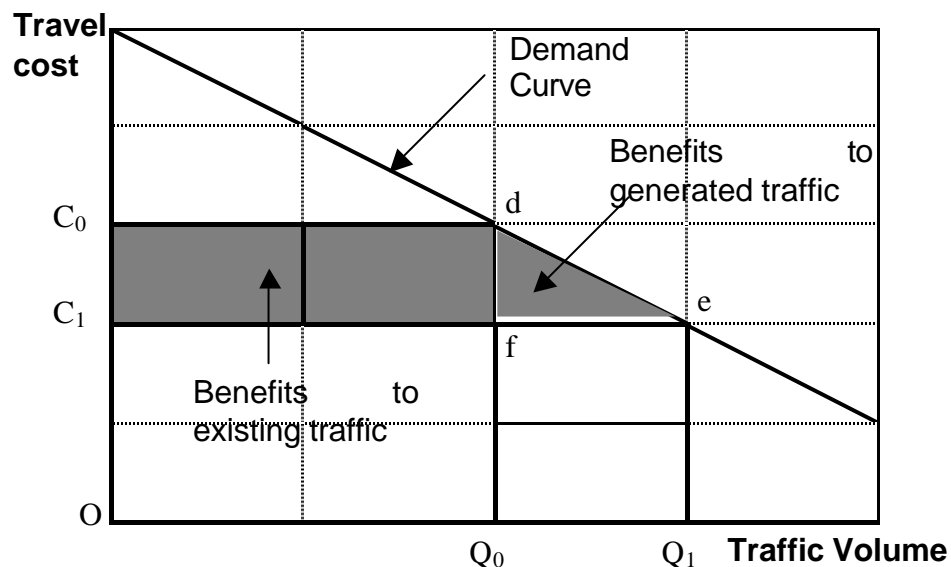 Travel
cost
Demand
Curve
Benefits to
generated traffic
C0
d
C1
e
f
Benefits to
existing traffic
O
Q0
Q1
Traffic Volume